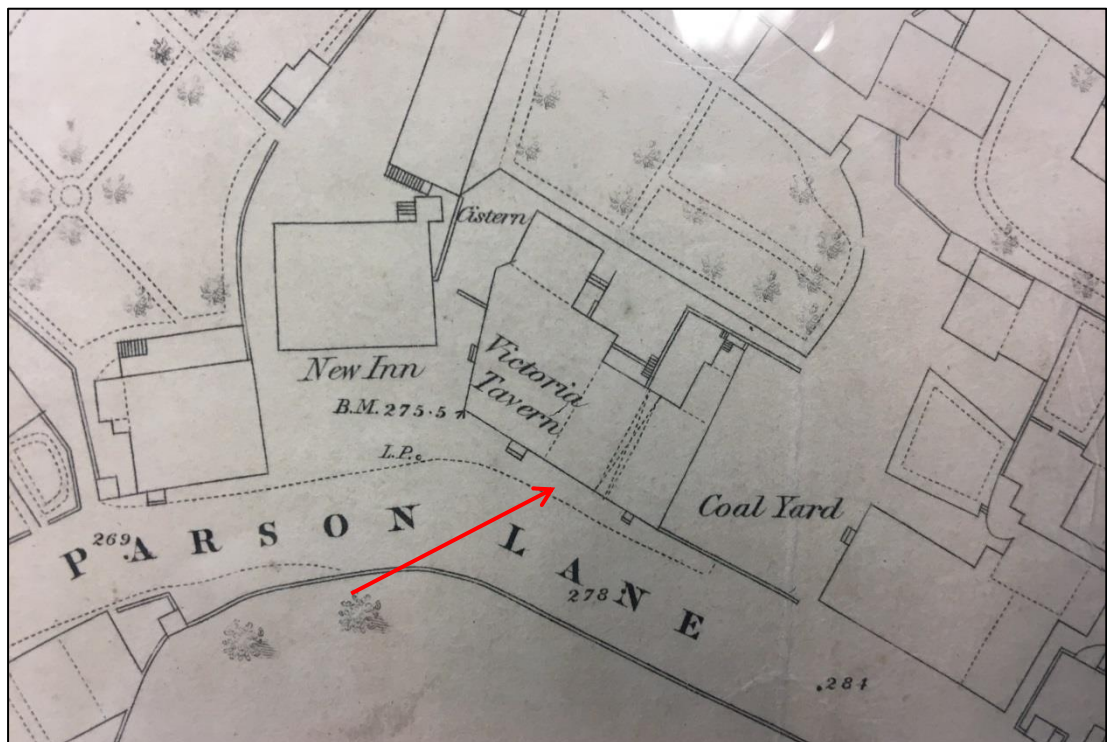 Cistern
New Inn
Victoria
Tavern
B.M. 275.5
L.P.
Coal Yard
PARSON LANE
269
278
.284